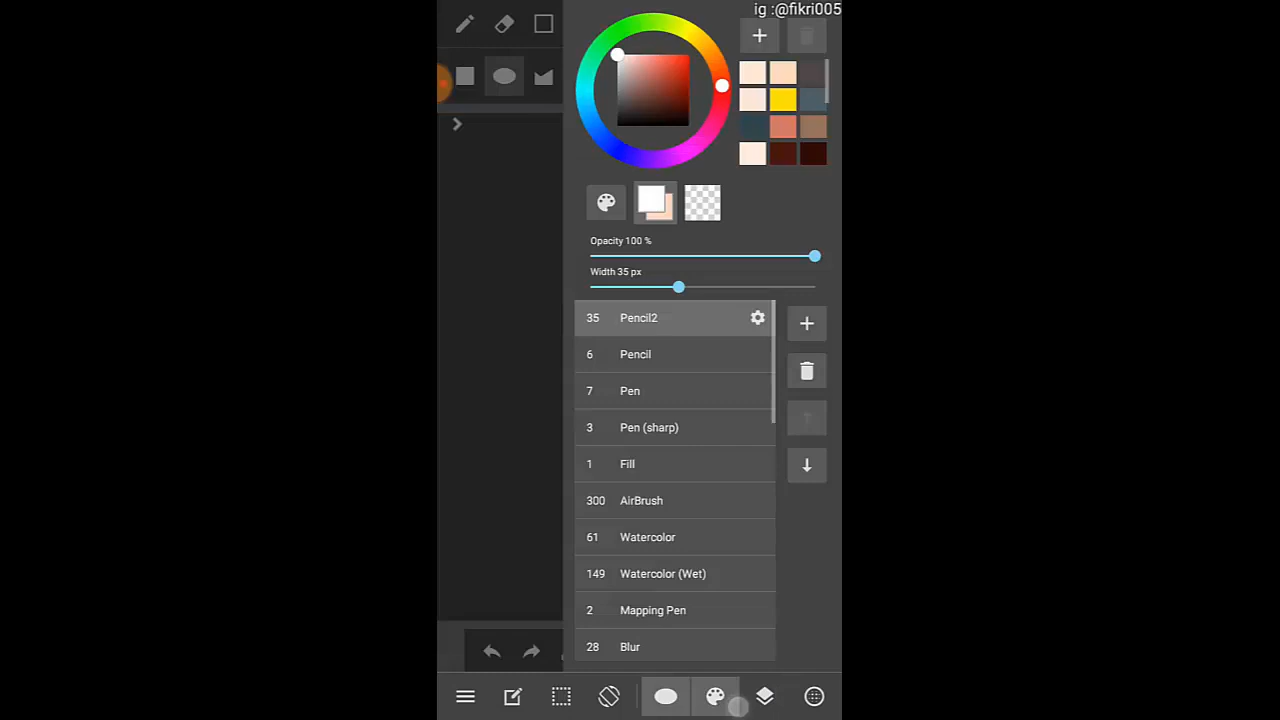 ig :@fikri005
Opacity 100 %
Width 35 px
35 Pencil2
6 Pencil
7 Pen
3 Pen (sharp)
1 Fill
300 AirBrush
61 Watercolor
149 Watercolor (Wet)
2 Mapping Pen
28 Blur